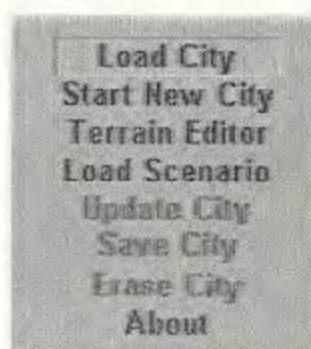 Load City
Start New City
Terrain Editor
Load Scenario
Update City
Save City
Erase City
About